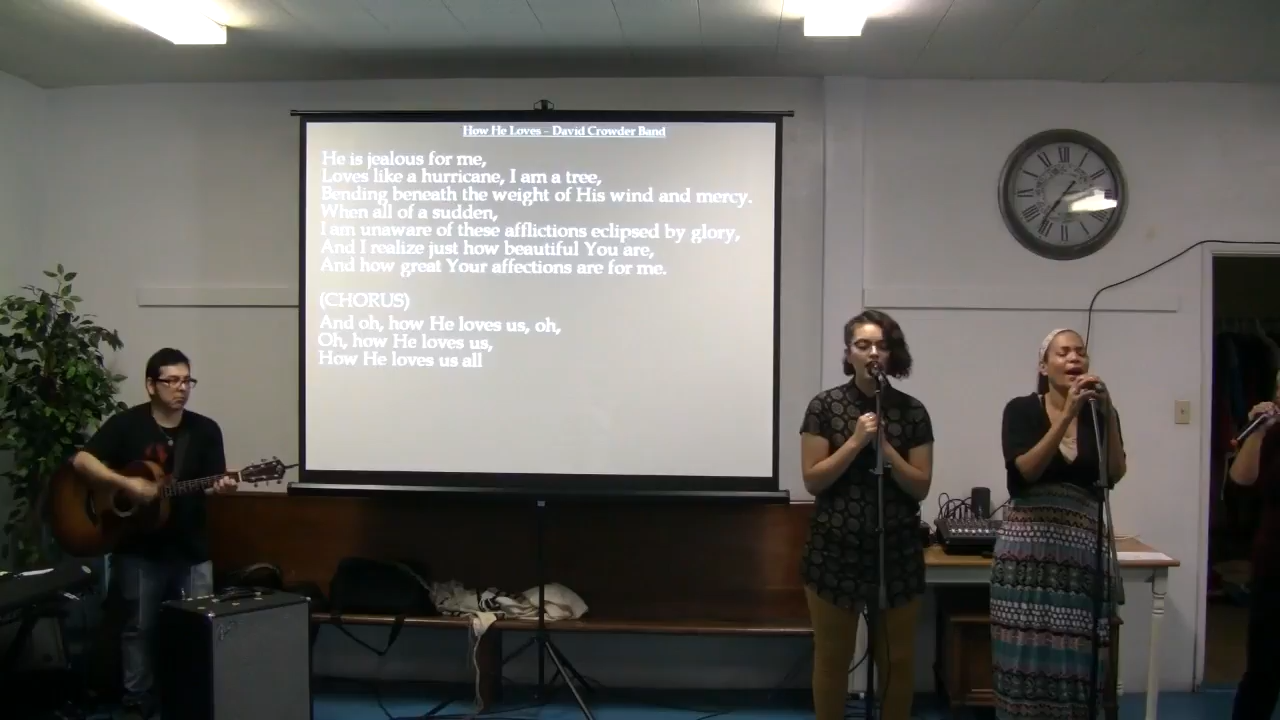 How He Loves - David Crowder Band
He is jealous for me,
Loves like a hurricane, I am a tree,
Bending beneath the weight of His wind and mercy.
When all of a sudden,
I am unaware of these afflictions eclipsed by glory,
And I realize just how beautiful You are,
And how great Your affections are for me.
(CHORUS)
And oh, how He loves us, oh,
Oh, how He loves us,
How He loves us all